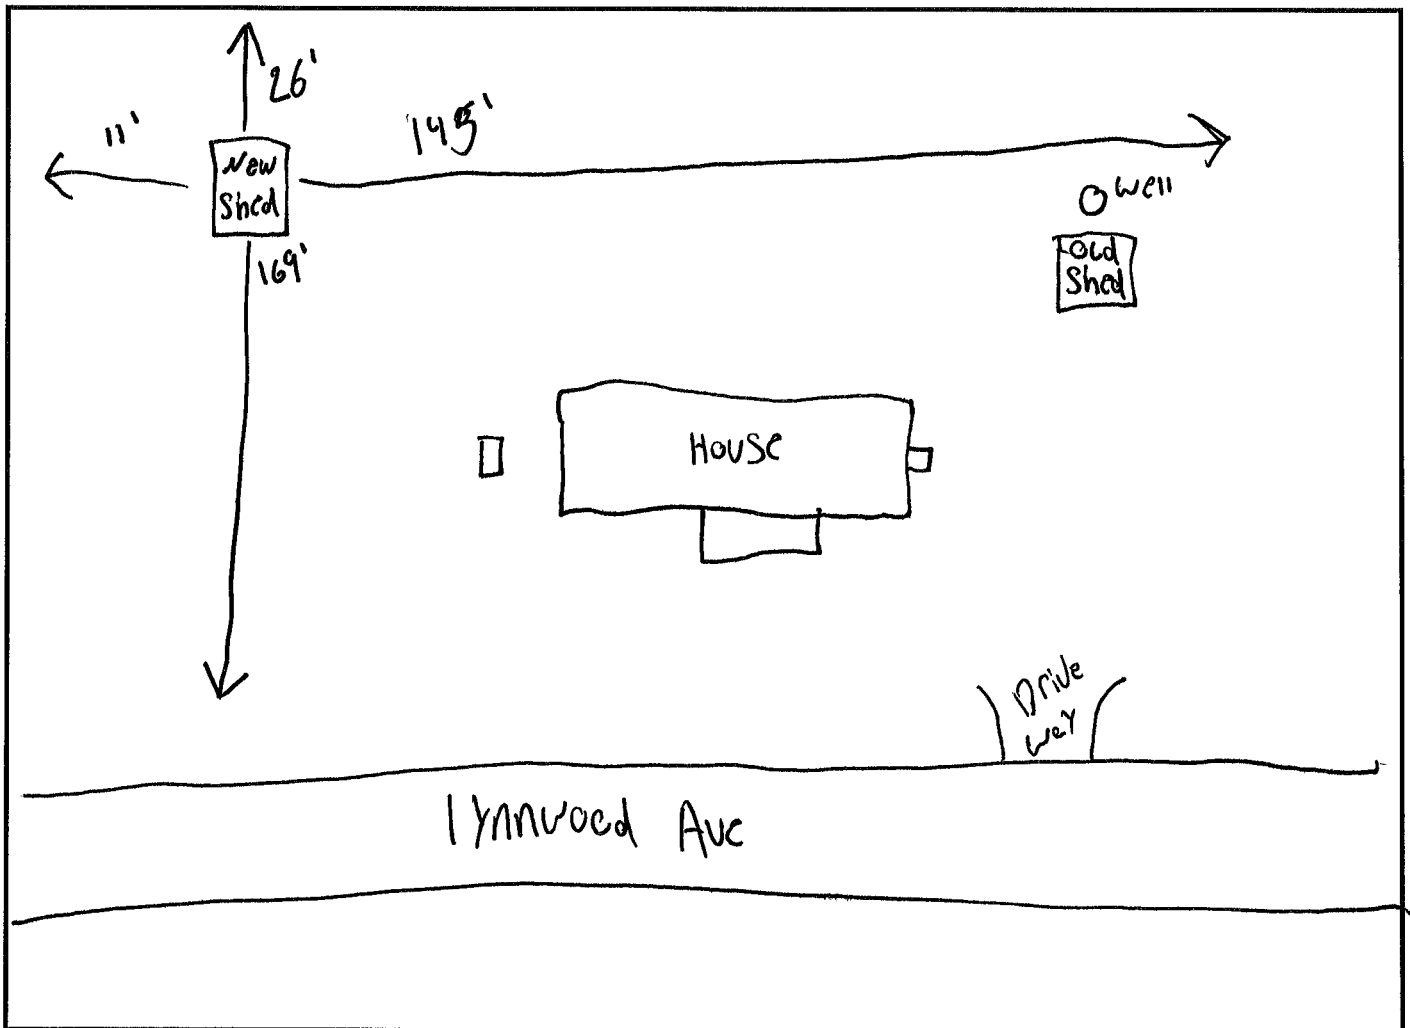 26'
11'
145'
New
Shed
Well
Old
Shed
169'
House
Drive
way
lynnwood Ave